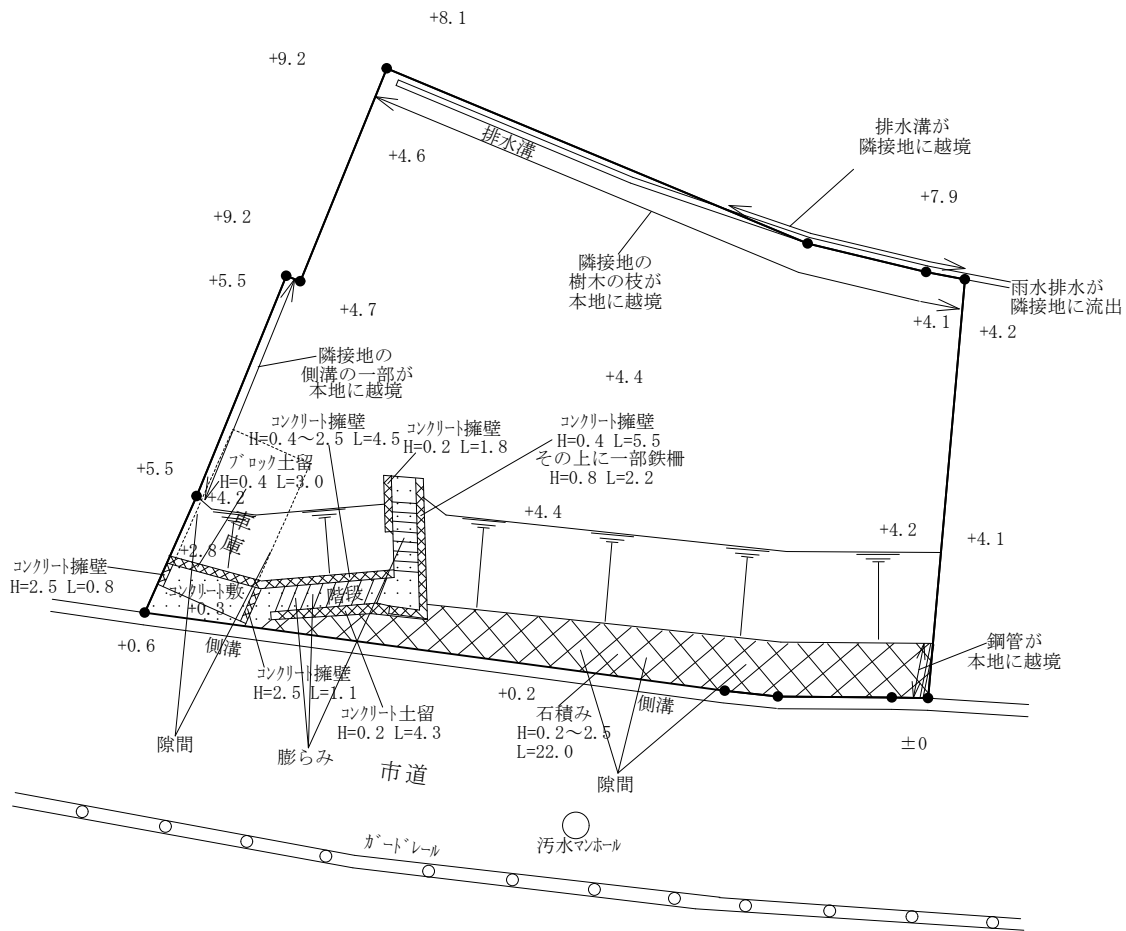 +8.1
+9.2
排水溝が
隣接地に越境
+4.6
排水溝
+7.9
+9.2
隣接地の
樹木の枝が
本地に越境
+5.5
雨水排水が
隣接地に流出
+4.7
+4.1
+4.2
隣接地の
側溝の一部が
本地に越境
+4.4
コンクリート擁壁
H=0.4～2.5 L=4.5
コンクリート擁壁
H=0.2 L=1.8
コンクリート擁壁
H=0.4 L=5.5
その上に一部鉄柵
H=0.8 L=2.2
ブロック土留
H=0.4 L=3.0
+5.5
+4.2
車庫
+4.4
+4.2
+4.1
+2.8
コンクリート擁壁
H=2.5 L=0.8
コンクリート敷
+0.3
階段
+0.6
側溝
鋼管が
本地に越境
コンクリート擁壁
H=2.5 L=1.1
+0.2
側溝
コンクリート土留
H=0.2 L=4.3
石積み
H=0.2～2.5
L=22.0
±0
隙間
膨らみ
市道
隙間
ガードレール
汚水マンホール